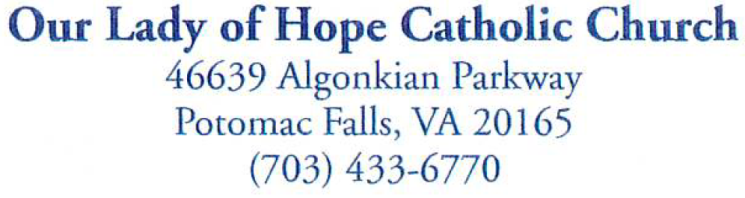 Our Lady of Hope Catholic Church
46639 Algonkian Parkway
Potomac Falls, VA 20165
(703) 433-6770